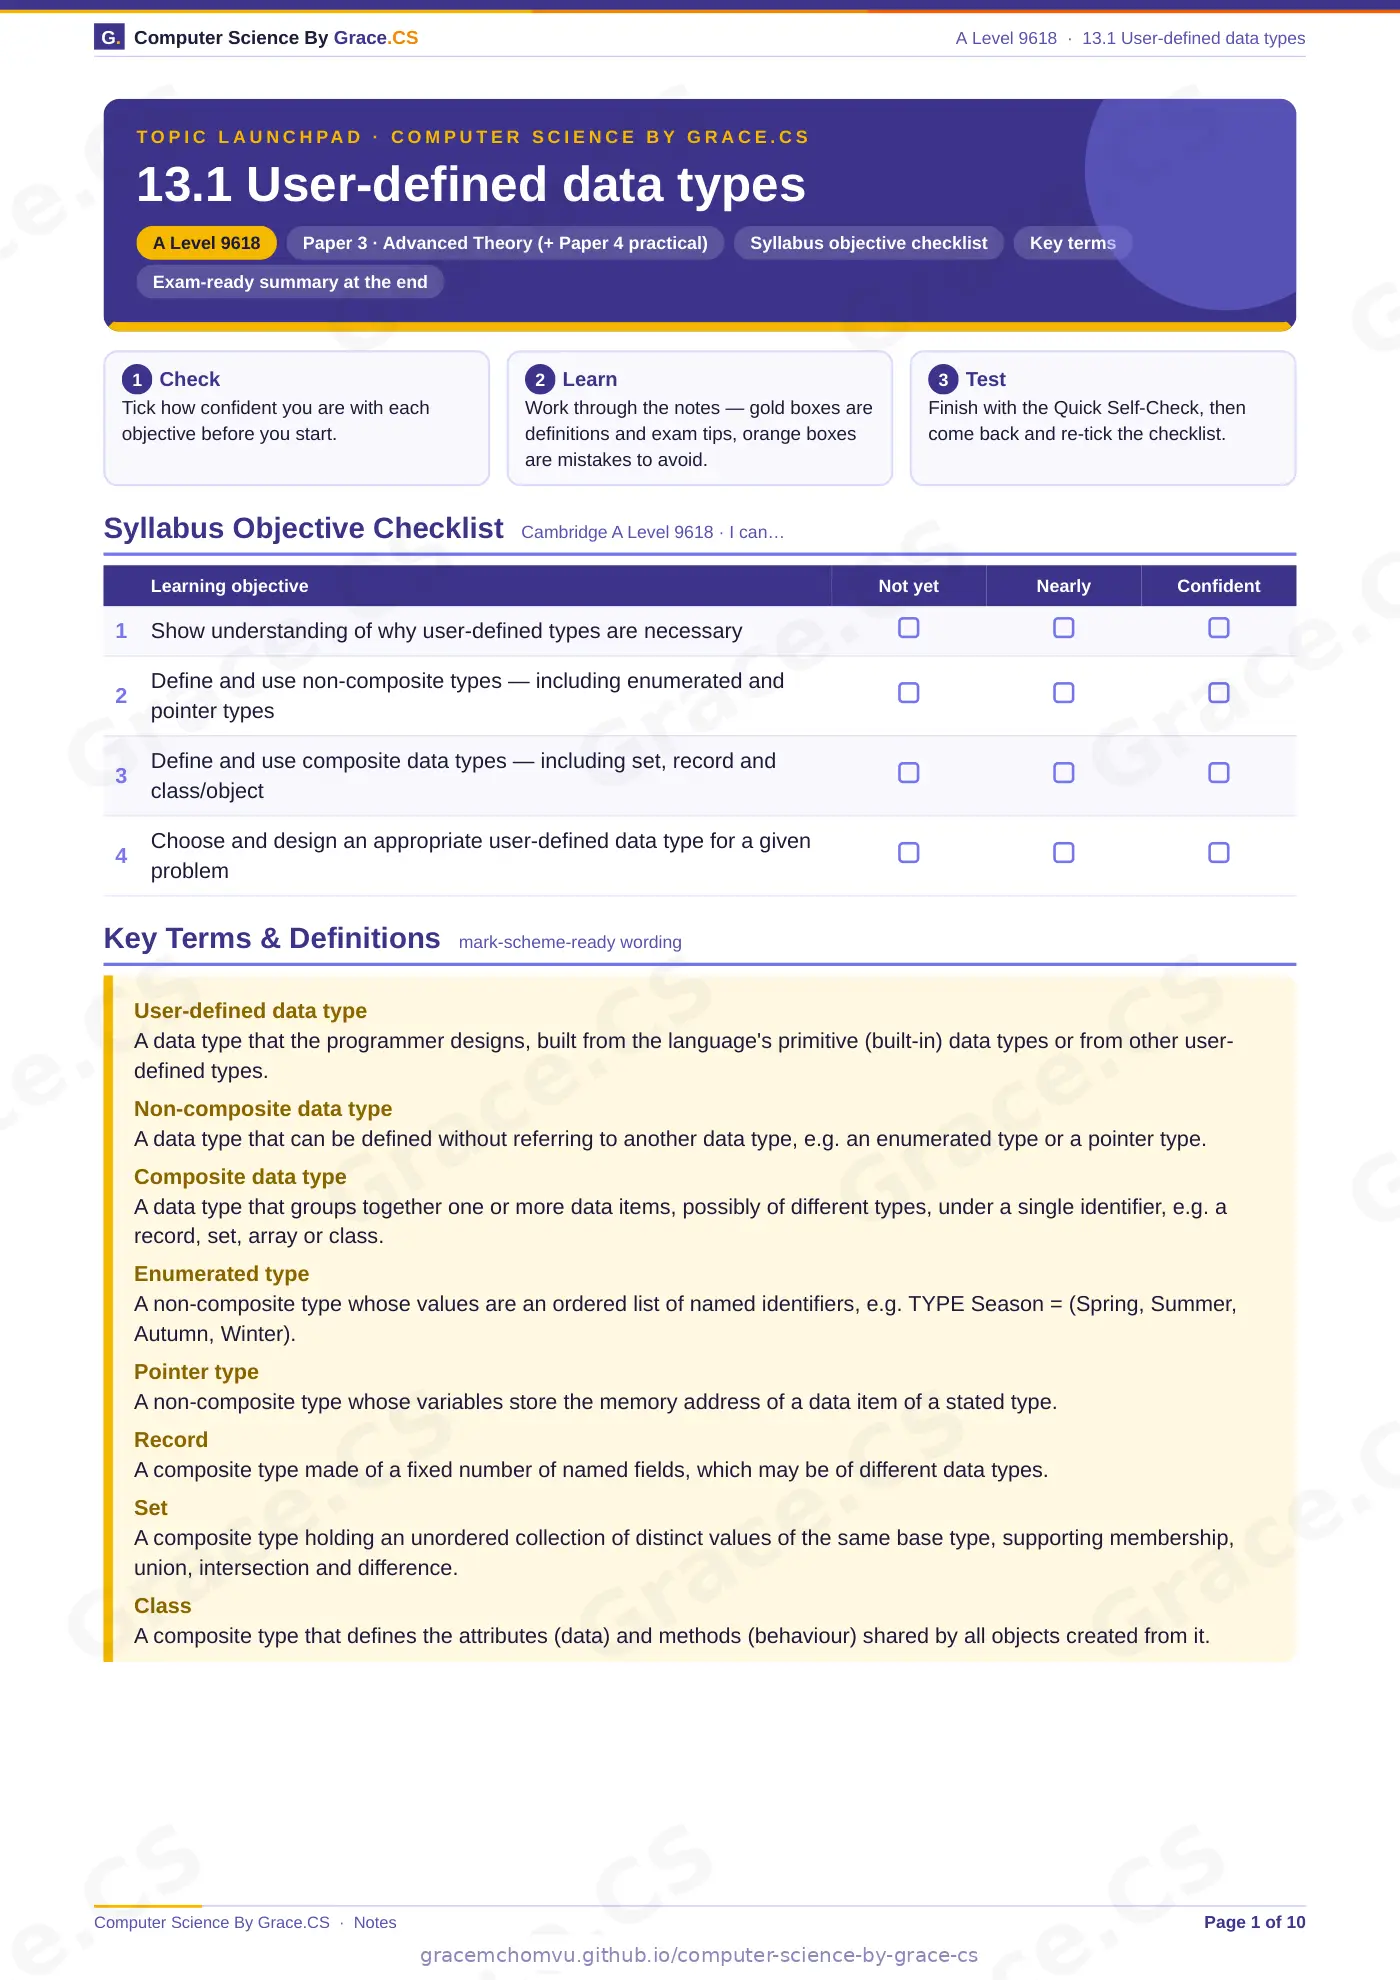 G. Computer Science By Grace.CS
A Level 9618 · 13.1 User-defined data types
TOPIC LAUNCHPAD · COMPUTER SCIENCE BY GRACE.CS
13.1 User-defined data types
A Level 9618 Paper 3 · Advanced Theory (+ Paper 4 practical) Syllabus objective checklist Key terms
Exam-ready summary at the end
1 Check
Tick how confident you are with each
objective before you start.
2 Learn
Work through the notes — gold boxes are
definitions and exam tips, orange boxes
are mistakes to avoid.
3 Test
Finish with the Quick Self-Check, then
come back and re-tick the checklist.
Syllabus Objective Checklist Cambridge A Level 9618 · I can…
Learning objective Not yet Nearly Confident
1 Show understanding of why user-defined types are necessary
2 Define and use non-composite types — including enumerated and
pointer types
3 Define and use composite data types — including set, record and
class/object
4 Choose and design an appropriate user-defined data type for a given
problem
Key Terms & Definitions mark-scheme-ready wording
User-defined data type
A data type that the programmer designs, built from the language's primitive (built-in) data types or from other user-
defined types.
Non-composite data type
A data type that can be defined without referring to another data type, e.g. an enumerated type or a pointer type.
Composite data type
A data type that groups together one or more data items, possibly of different types, under a single identifier, e.g. a
record, set, array or class.
Enumerated type
A non-composite type whose values are an ordered list of named identifiers, e.g. TYPE Season = (Spring, Summer,
Autumn, Winter).
Pointer type
A non-composite type whose variables store the memory address of a data item of a stated type.
Record
A composite type made of a fixed number of named fields, which may be of different data types.
Set
A composite type holding an unordered collection of distinct values of the same base type, supporting membership,
union, intersection and difference.
Class
A composite type that defines the attributes (data) and methods (behaviour) shared by all objects created from it.
Computer Science By Grace.CS · Notes
Page 1 of 10
gracemchomvu.github.io/computer-science-by-grace-cs